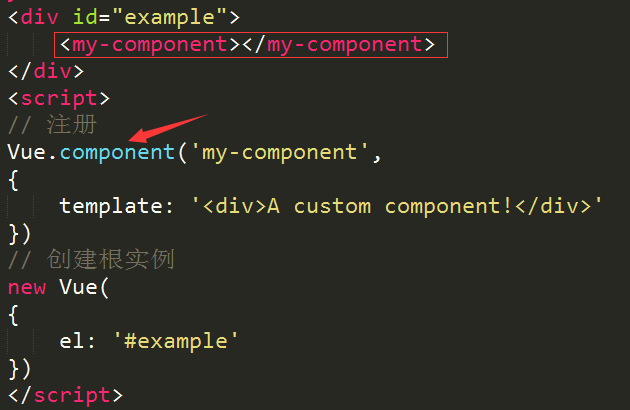 <div id="example">
<my-component></my-component>
</div>
<script>
// 注册
Vue.component('my-component',
{
template: '<div>A custom component!</div>'
})
// 创建根实例
new Vue(
{
el: '#example'
})
</script>